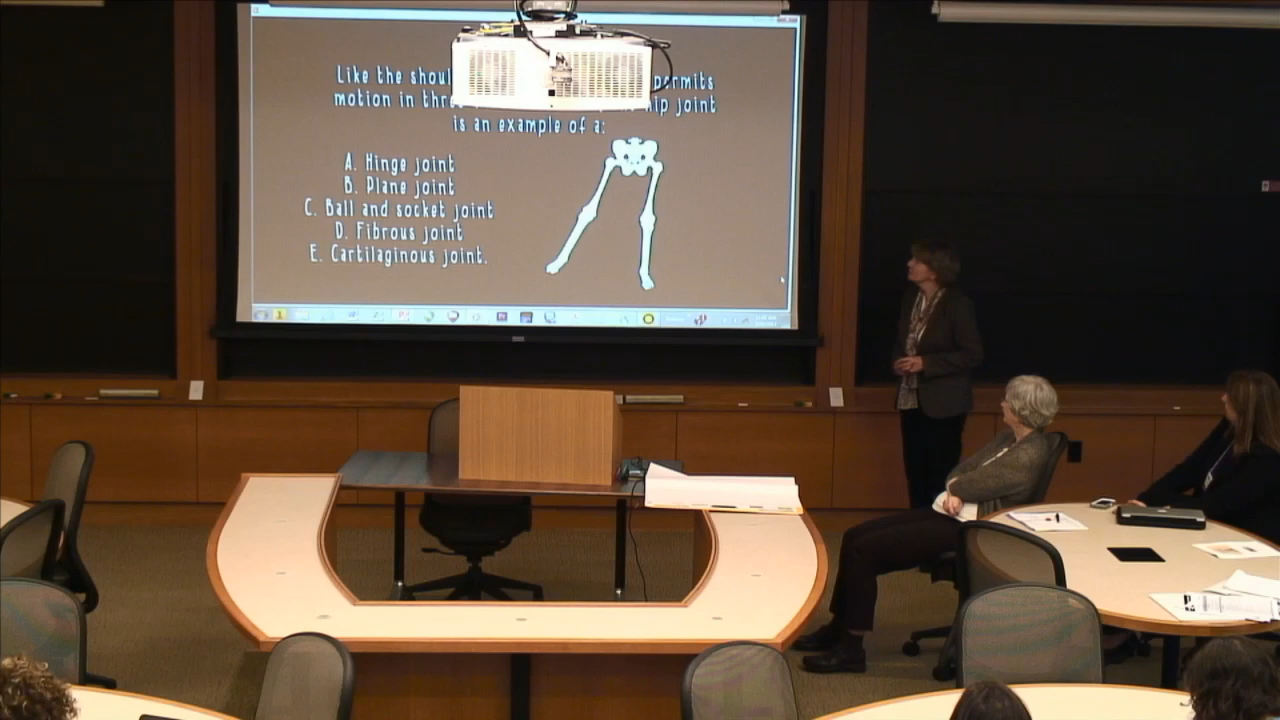 Like the shoul permits
motion in thre hip joint
is an example of a:
A. Hinge joint
B. Plane joint
C. Ball and socket joint
D. Fibrous joint
E. Cartilaginous joint.